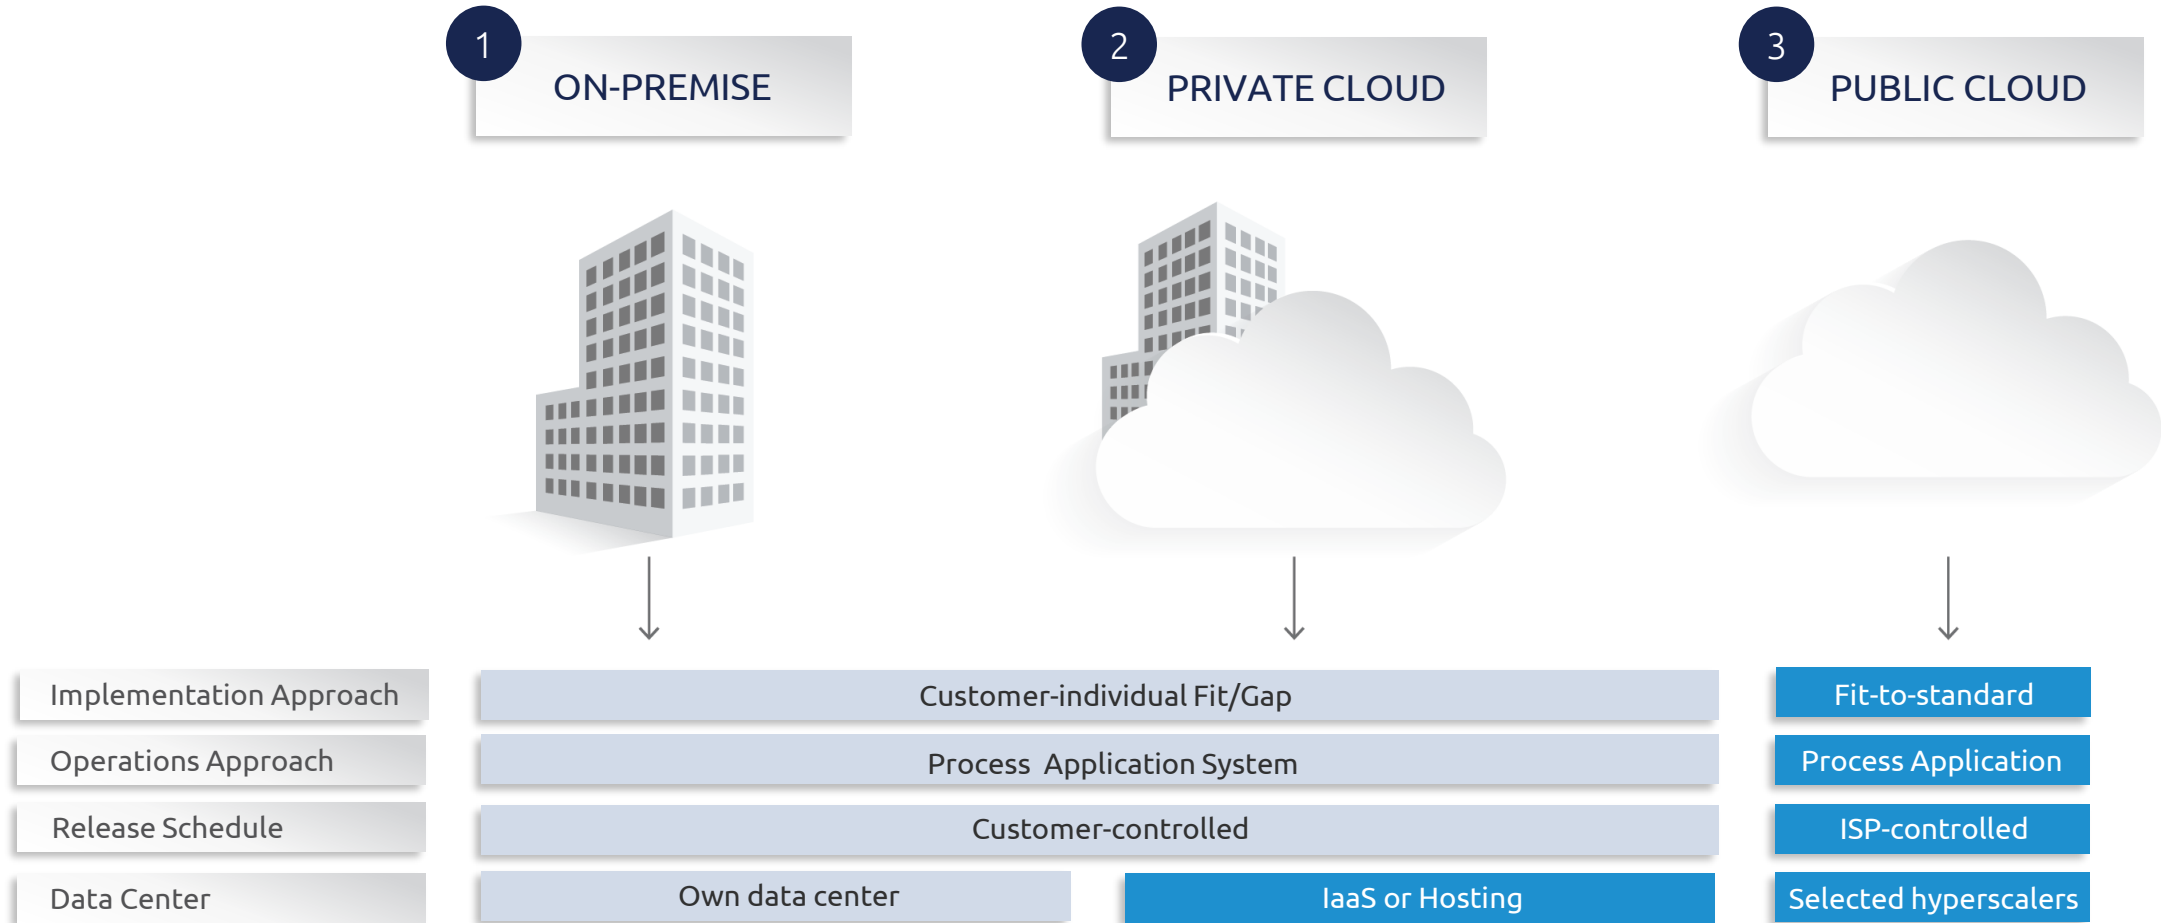 1
ON-PREMISE
2
PRIVATE CLOUD
3
PUBLIC CLOUD
Implementation Approach
Customer-individual Fit/Gap
Fit-to-standard
Operations Approach
Process Application System
Process Application
Release Schedule
Customer-controlled
ISP-controlled
Data Center
Own data center
IaaS or Hosting
Selected hyperscalers